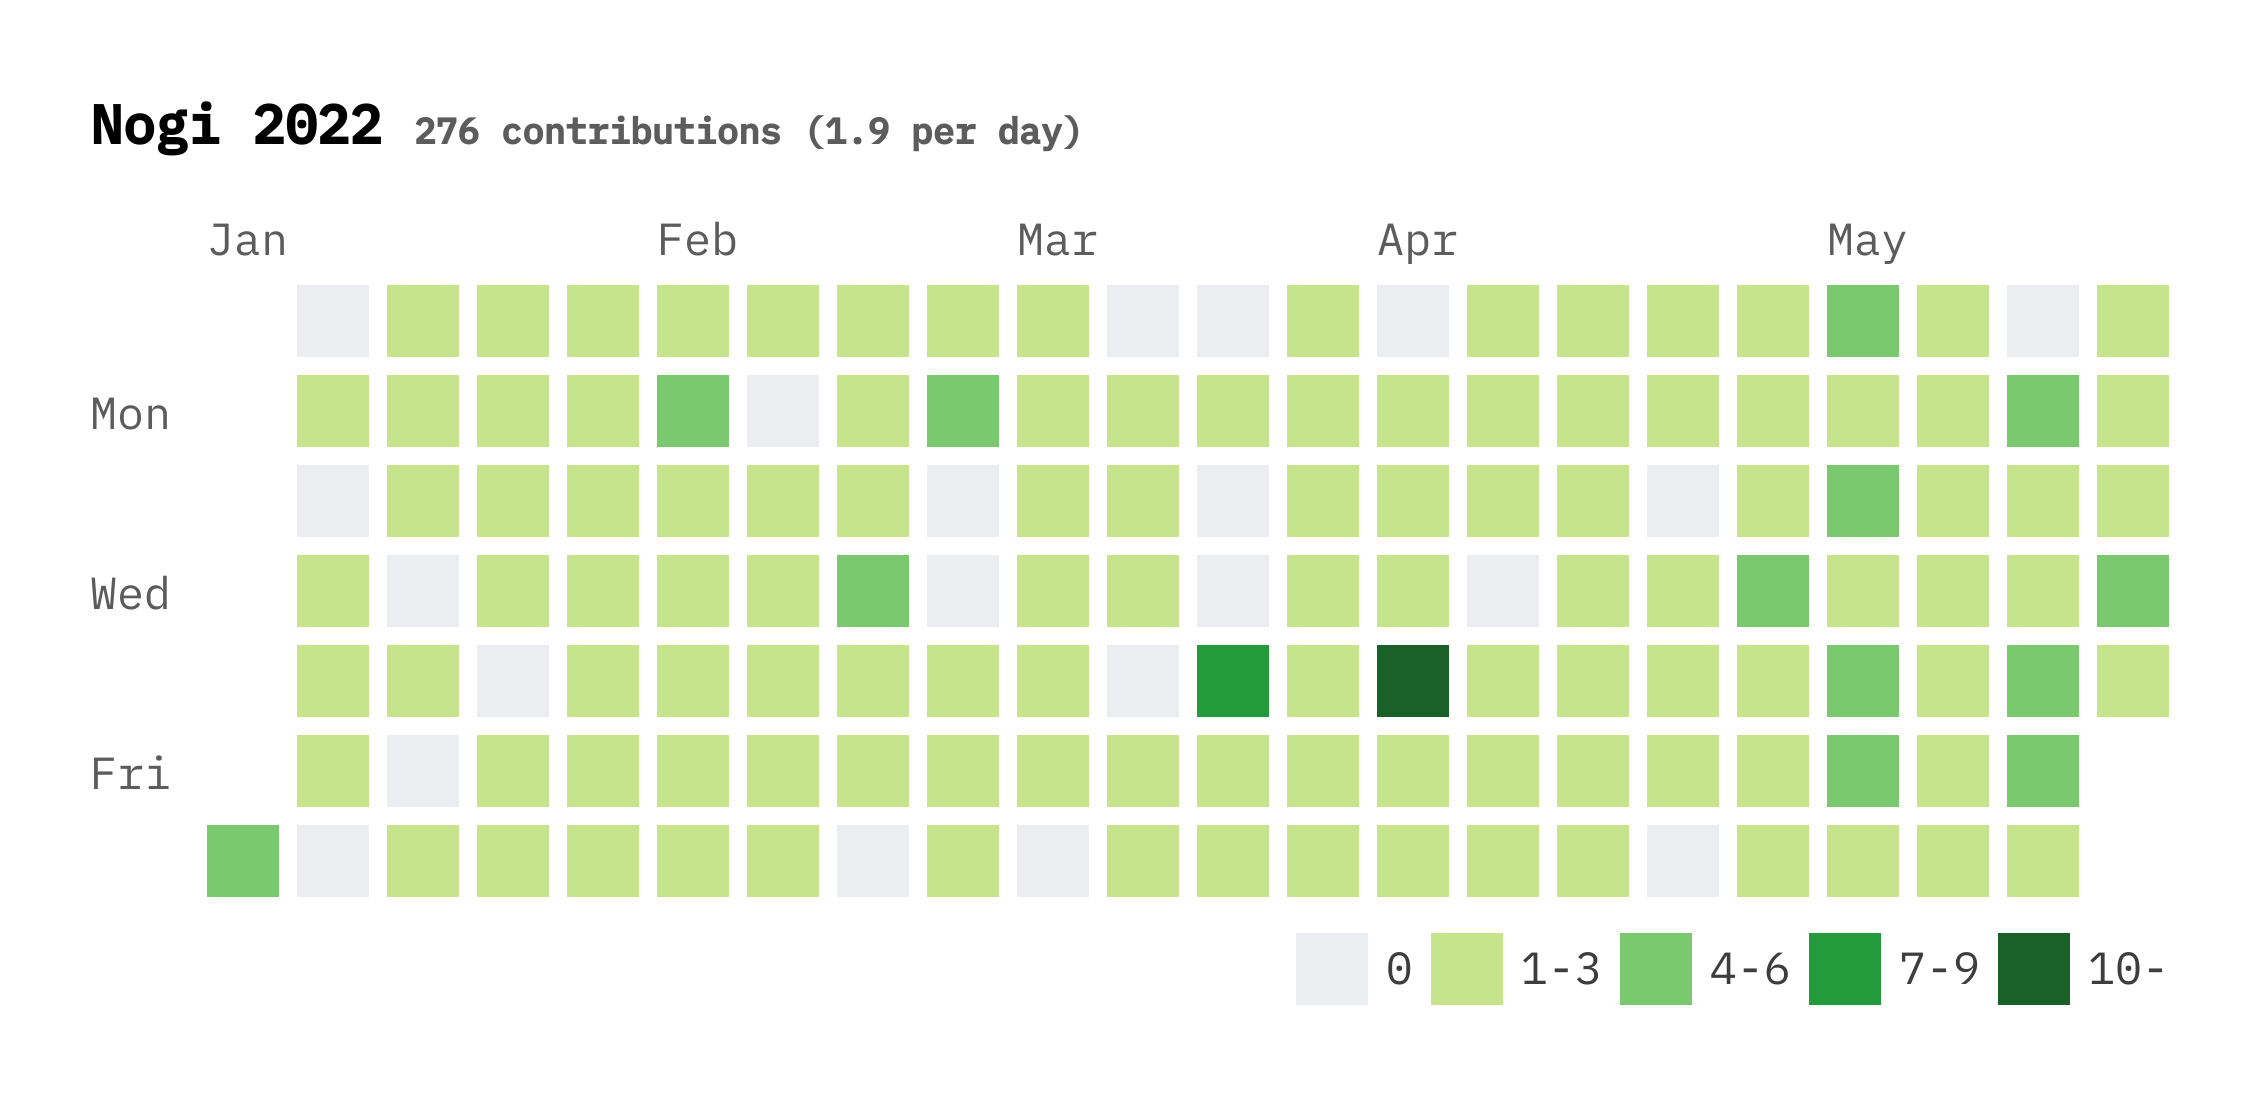 Nogi 2022 276 contributions (1.9 per day)
Jan Feb Mar Apr May
Mon
Wed
Fri
0 1-3 4-6 7-9 10-